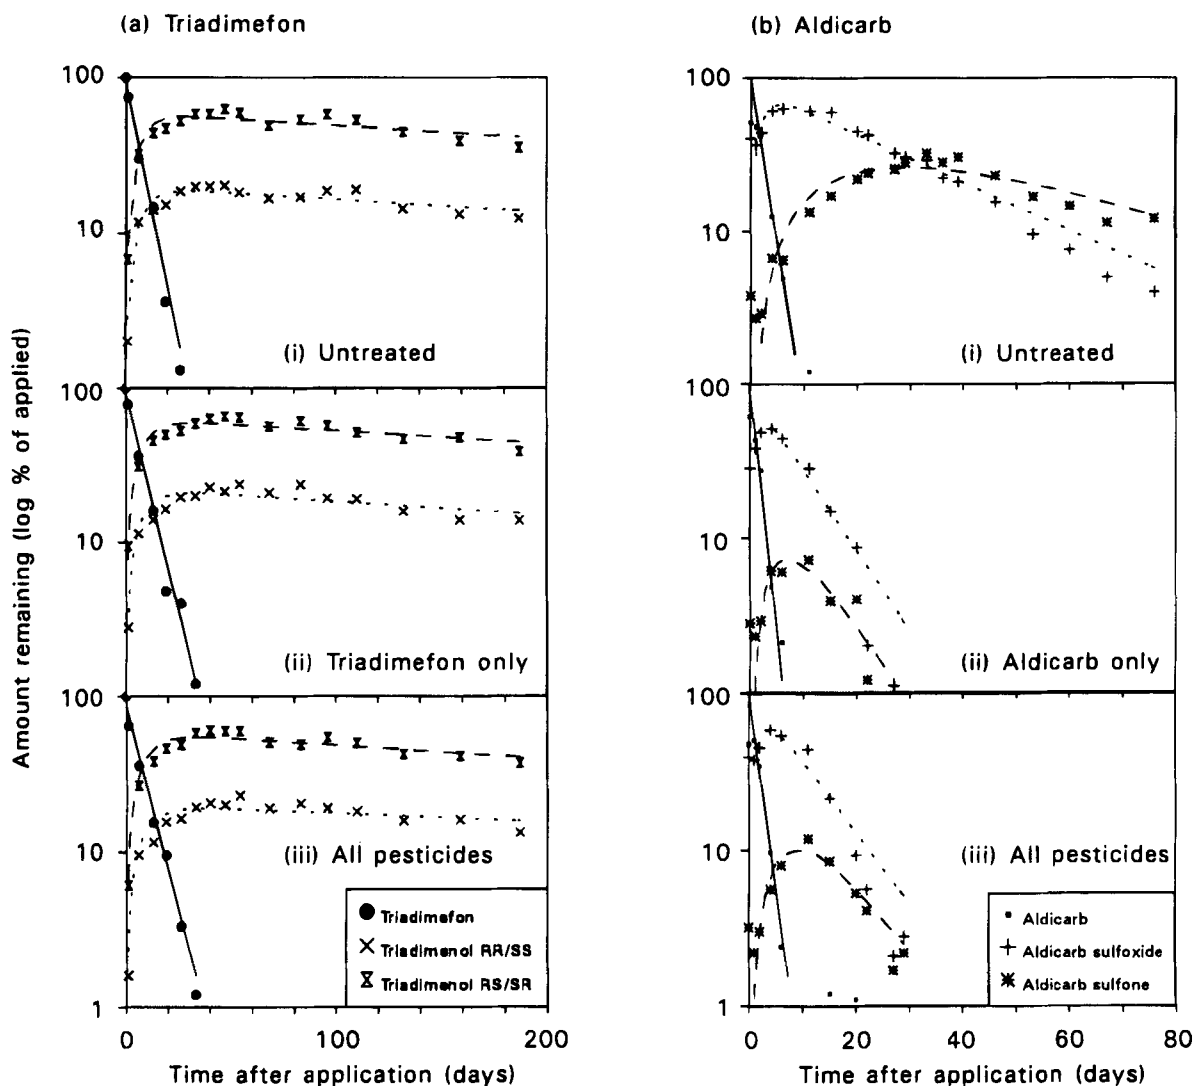 (a) Triadimefon
(b) Aldicarb
Amount remaining (log % of applied)
100
10
(i) Untreated
100
10
(ii) Triadimefon only
100
10
(iii) All pesticides
Triadimefon
Triadimenol RR/SS
Triadimenol RS/SR
1
0
100
200
Time after application (days)
100
10
(i) Untreated
100
10
(ii) Aldicarb only
100
10
(iii) All pesticides
Aldicarb
Aldicarb sulfoxide
Aldicarb sulfone
1
0
20
40
60
80
Time after application (days)